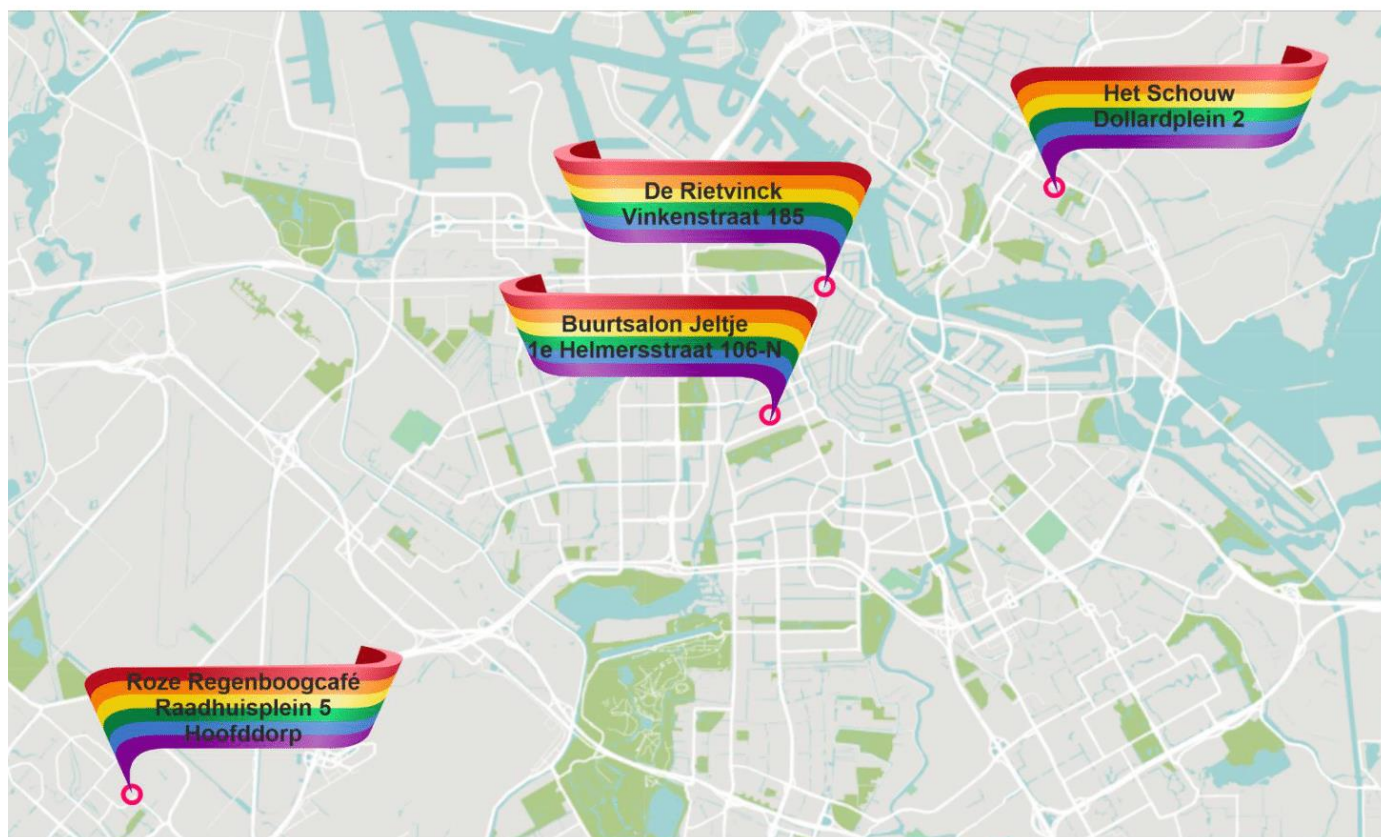 Het Schouw
Dollardplein 2
De Rietvinck
Vinkenstraat 185
Buurtsalon Jeltje
1e Helmersstraat 106-N
Roze Regenboogcafé
Raadhuisplein 5
Hoofddorp